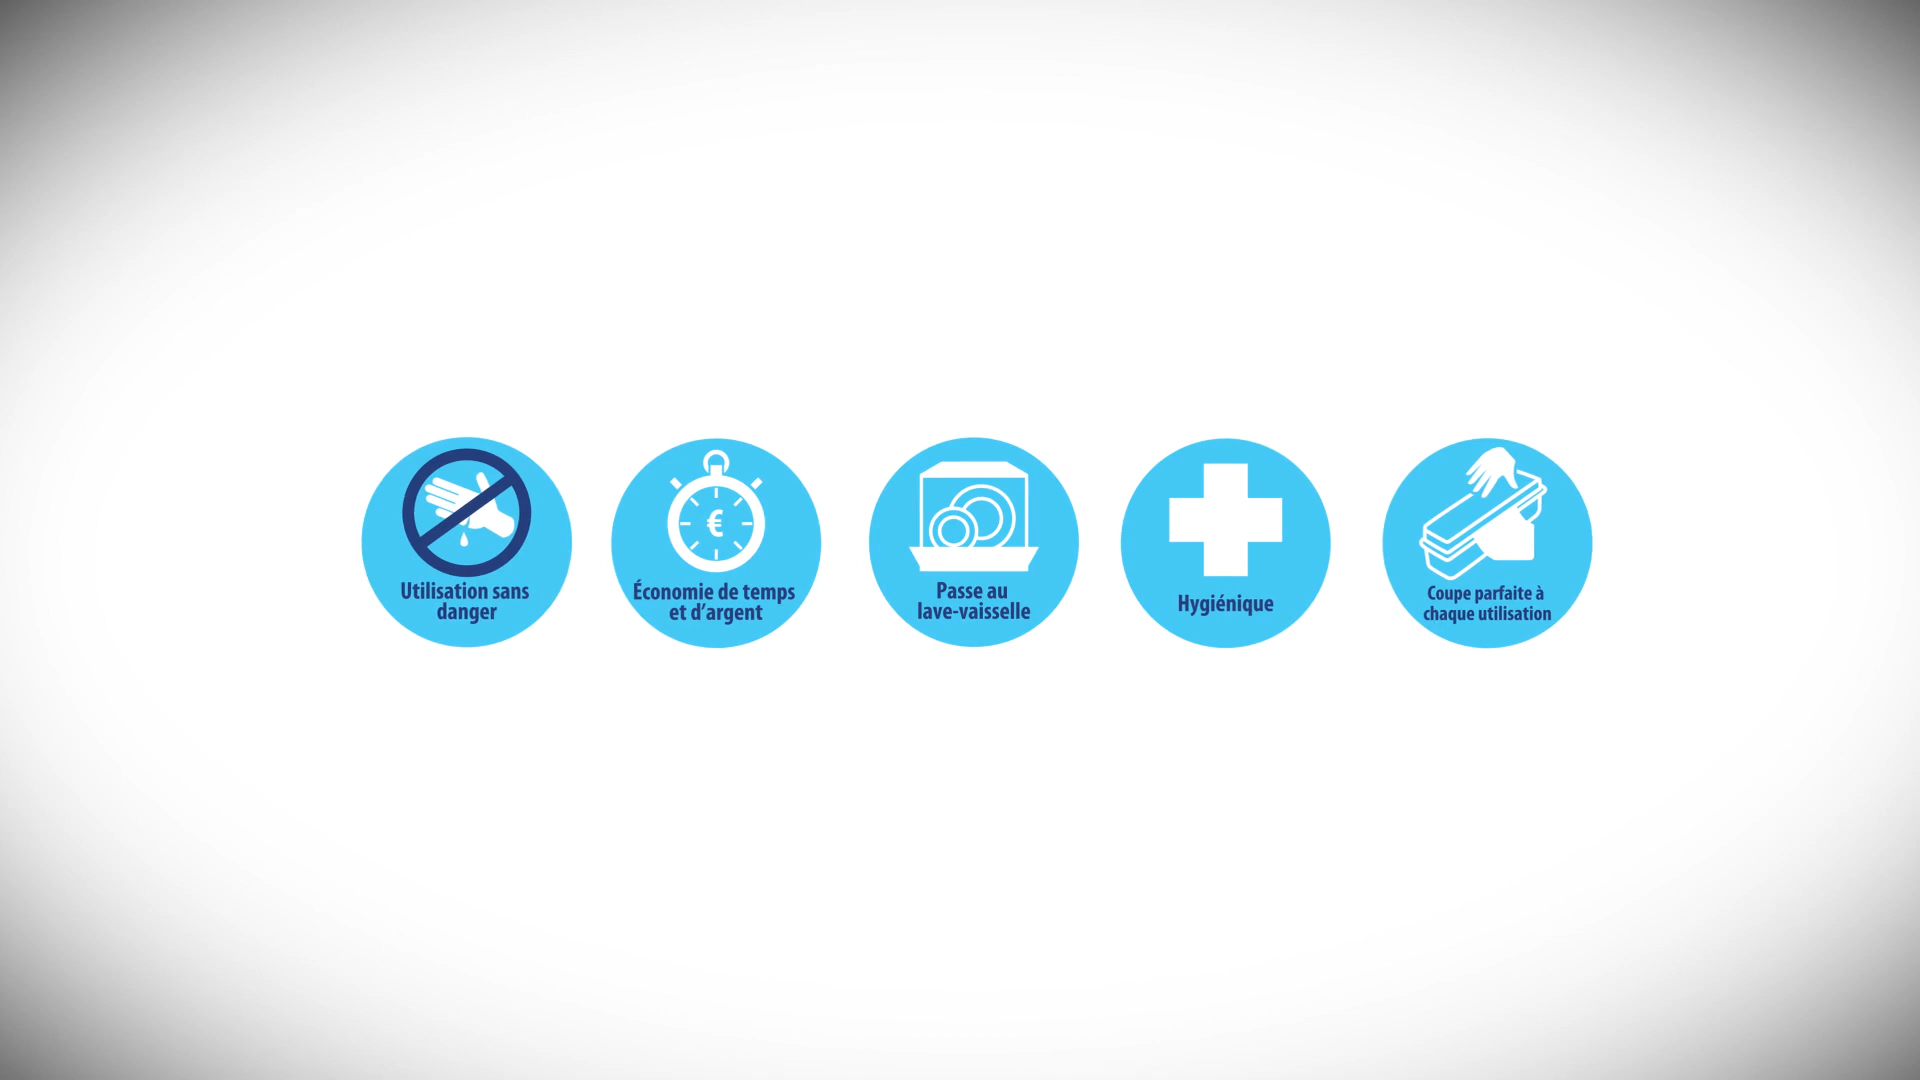 Utilisation sans
danger
Économie de temps
et d’argent
€
Passe au
lave-vaisselle
Hygiénique
Coupe parfaite à
chaque utilisation